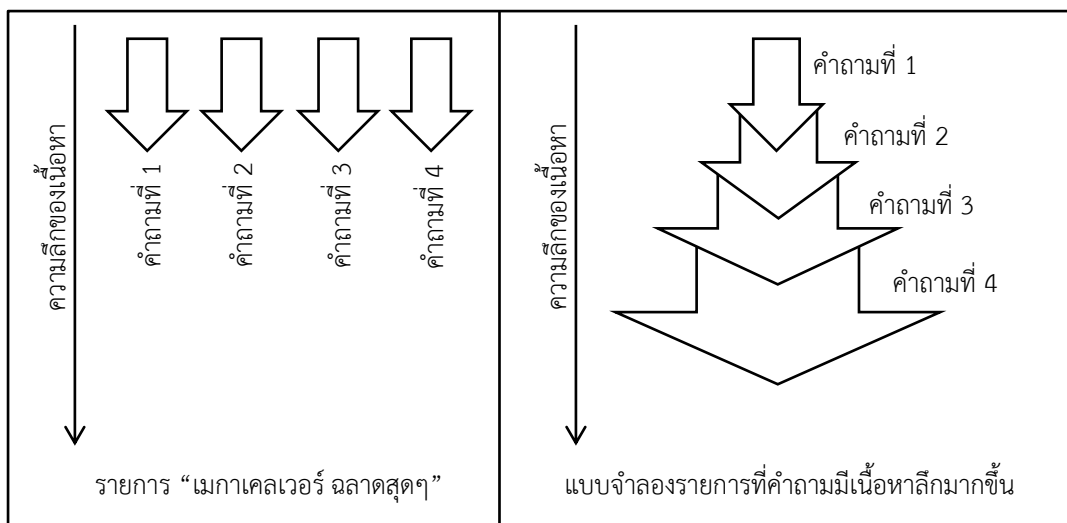 ความลึกของเนื้อหา
คำถามที่ 1
คำถามที่ 2
คำถามที่ 3
คำถามที่ 4
รายการ “เมกาเคลเวอร์ ฉลาดสุดๆ”
ความลึกของเนื้อหา
คำถามที่ 1
คำถามที่ 2
คำถามที่ 3
คำถามที่ 4
แบบจำลองรายการที่คำถามมีเนื้อหาลึกมากขึ้น